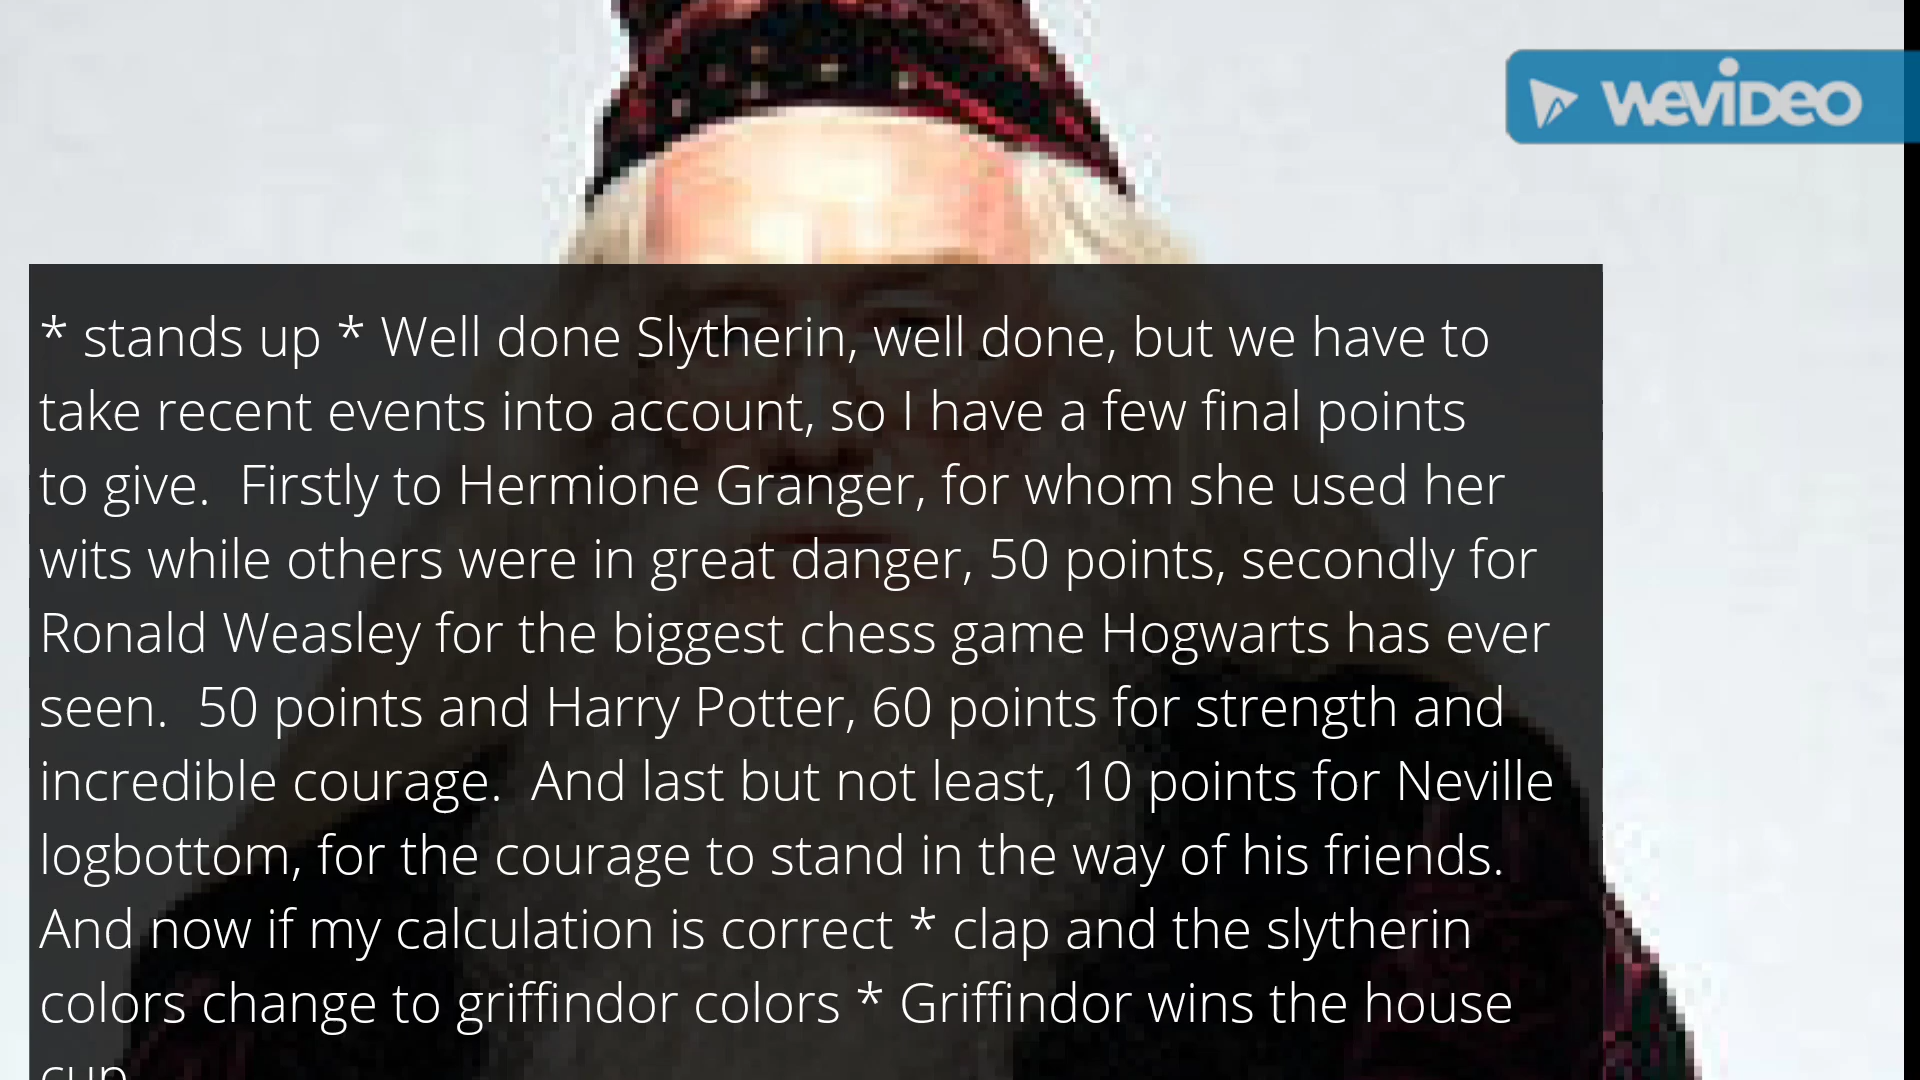 WEVIDEO
* stands up * Well done Slytherin, well done, but we have to
take recent events into account, so I have a few final points
to give.  Firstly to Hermione Granger, for whom she used her
wits while others were in great danger, 50 points, secondly for
Ronald Weasley for the biggest chess game Hogwarts has ever
seen.  50 points and Harry Potter, 60 points for strength and
incredible courage.  And last but not least, 10 points for Neville
logbottom, for the courage to stand in the way of his friends.
And now if my calculation is correct * clap and the slytherin
colors change to griffindor colors * Griffindor wins the house
cup